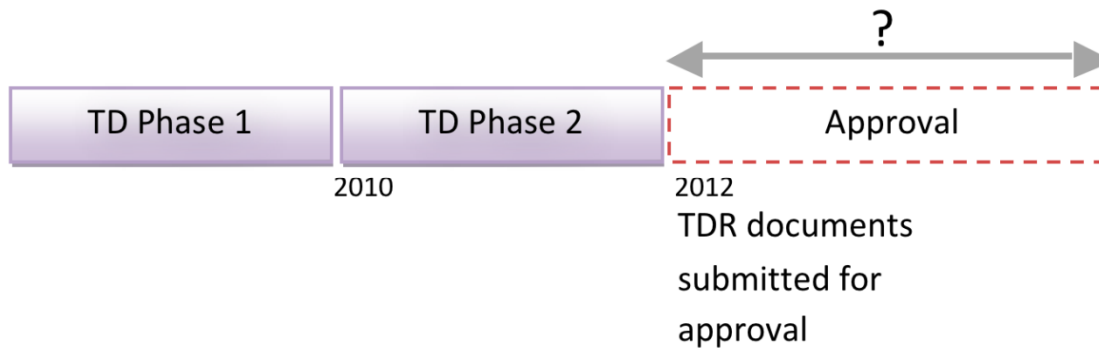 ?
TD Phase 1
TD Phase 2
Approval
2010
2012
TDR documents
submitted for
approval